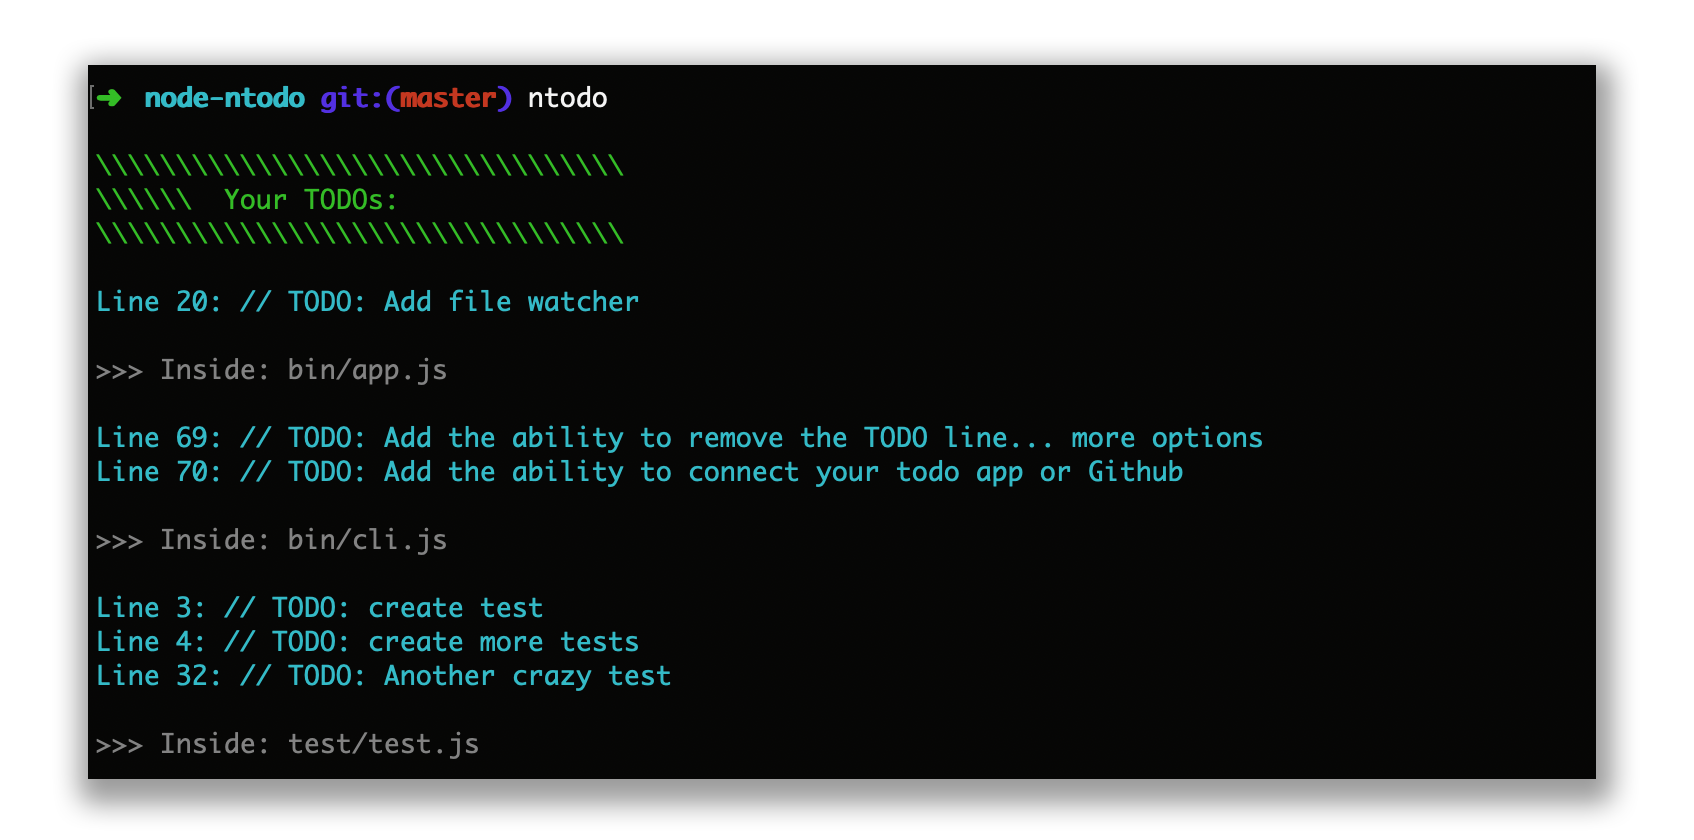 ➜ node-ntodo git:(master) ntodo
\\\\\\\\\\\\\\\\\\\\\\\\\\\\\\\\\
\\\\\\ Your TODOs:
\\\\\\\\\\\\\\\\\\\\\\\\\\\\\\\\\
Line 20: // TODO: Add file watcher
>>> Inside: bin/app.js
Line 69: // TODO: Add the ability to remove the TODO line... more options
Line 70: // TODO: Add the ability to connect your todo app or Github
>>> Inside: bin/cli.js
Line 3: // TODO: create test
Line 4: // TODO: create more tests
Line 32: // TODO: Another crazy test
>>> Inside: test/test.js